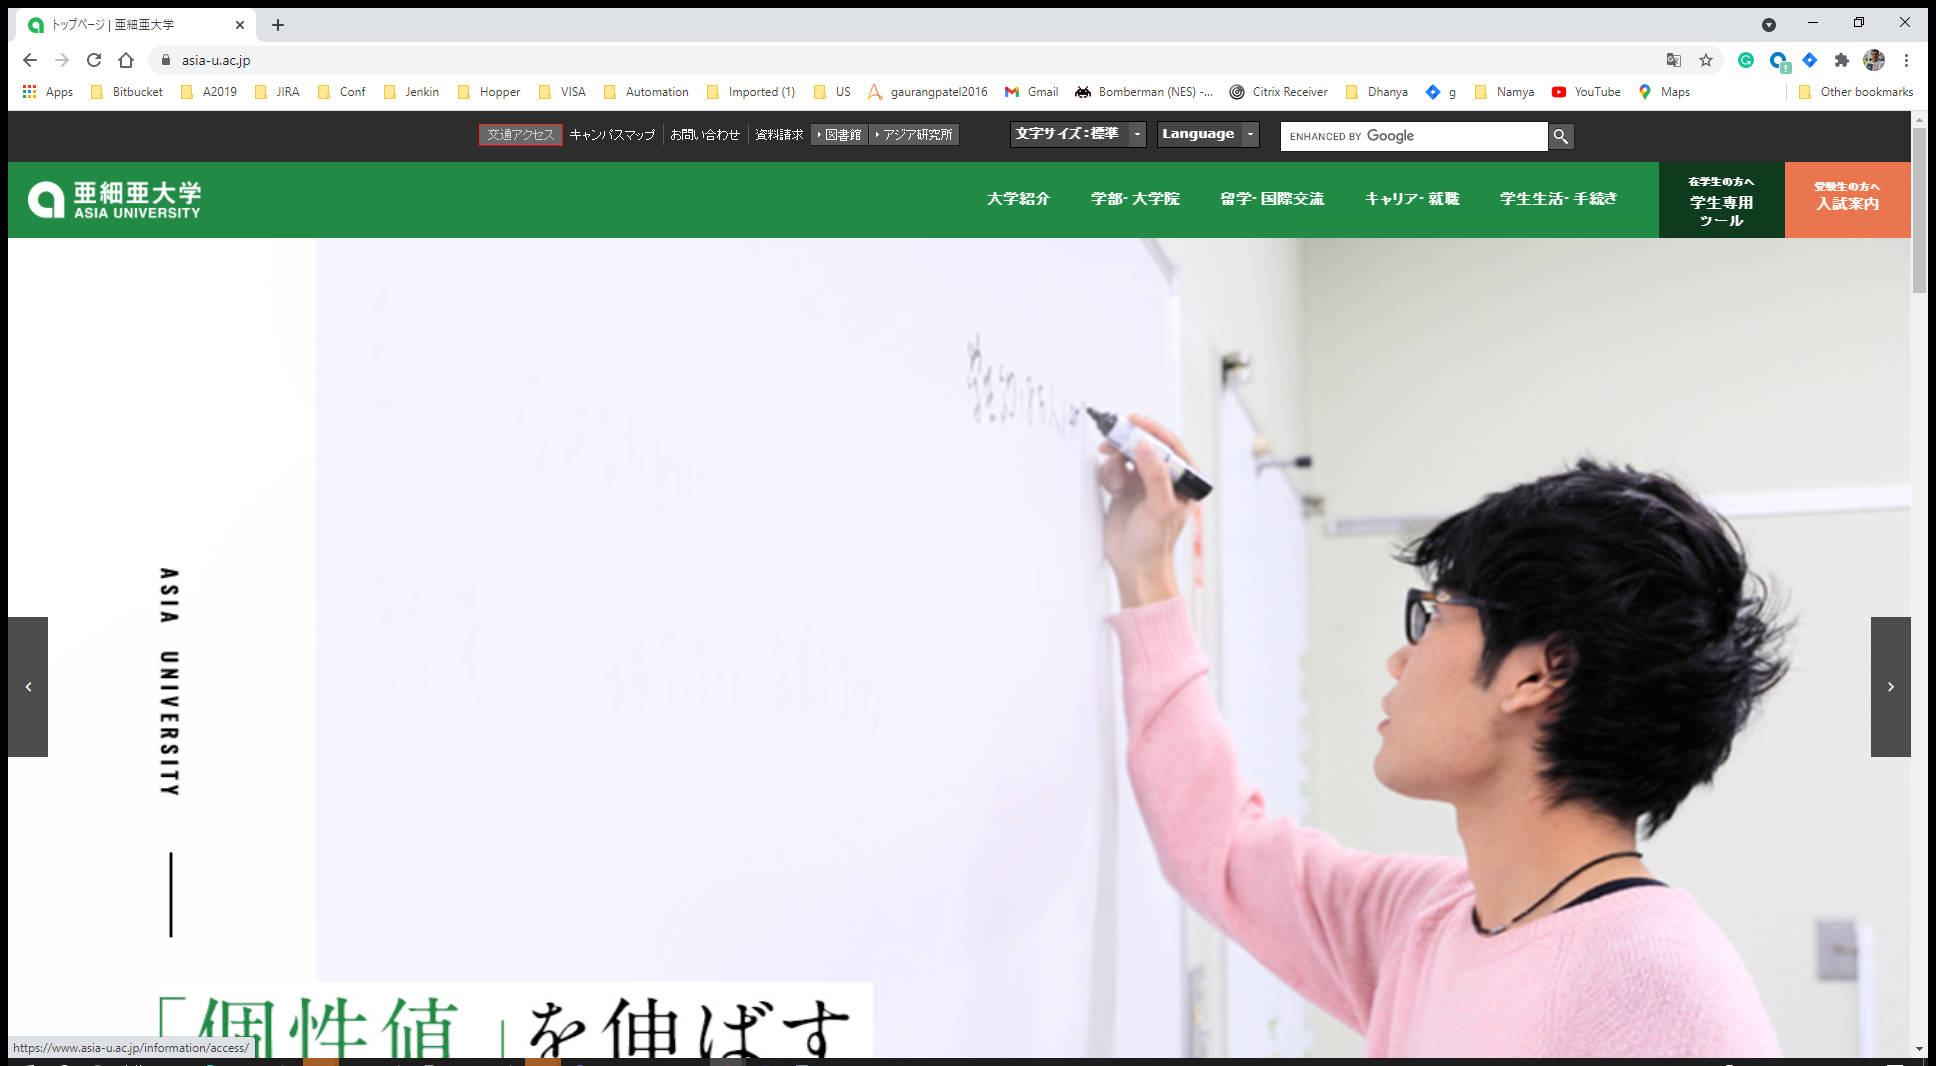 トップページ | 亜細亜大学
asia-u.ac.jp
Apps Bitbucket A2019 JIRA Conf Jenkin Hopper VISA Automation Imported (1) US gaurangpatel2016 Gmail Bomberman (NES) -... Citrix Receiver Dhanya g Namya YouTube Maps Other bookmarks
交通アクセス キャンパスマップ お問い合わせ 資料請求 図書館 アジア研究所 文字サイズ：標準 Language ENHANCED BY Google
亜細亜大学
ASIA UNIVERSITY
大学紹介 学部・大学院 留学・国際交流 キャリア・就職 学生生活・手続き
在学生の方へ
学生専用
ツール
受験生の方へ
入試案内
ASIA UNIVERSITY
「個性値」を伸ばす
https://www.asia-u.ac.jp/information/access/